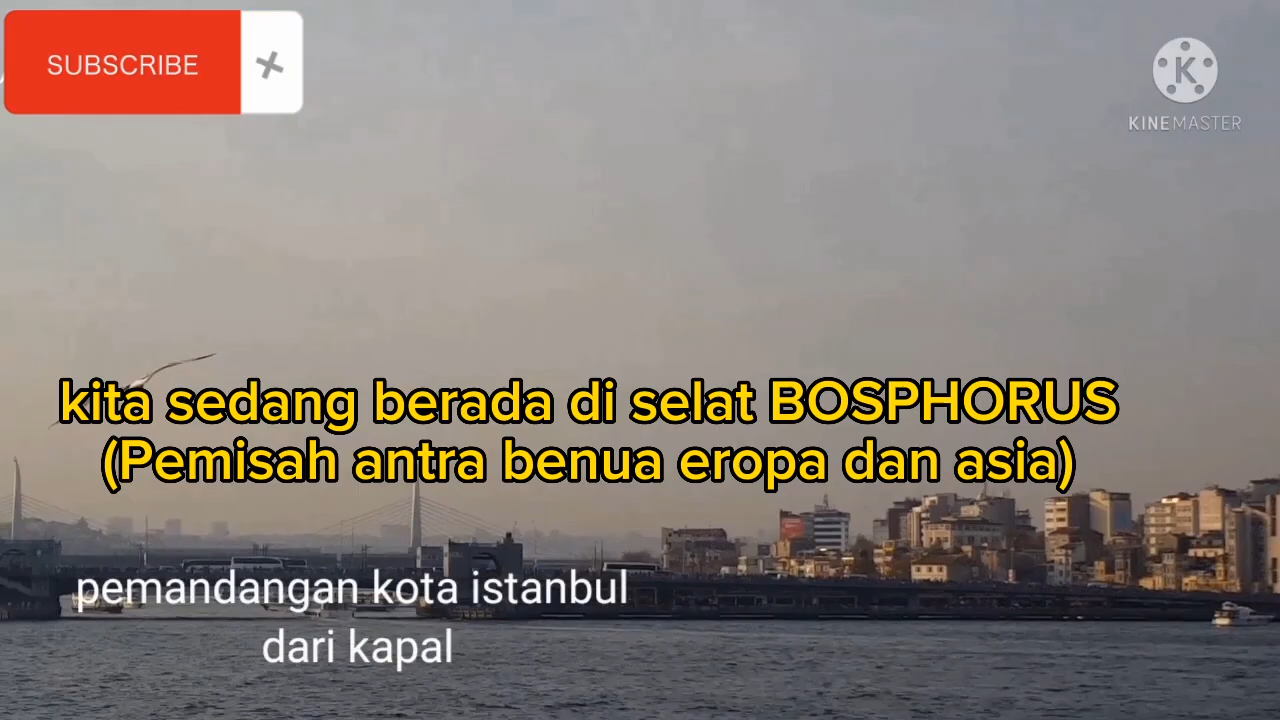 SUBSCRIBE
KINEMASTER
kita sedang berada di selat BOSPHORUS
(Pemisah antra benua eropa dan asia)
pemandangan kota istanbul
dari kapal